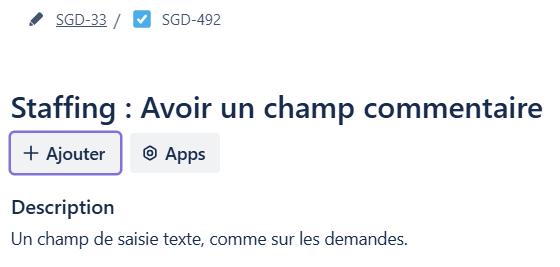 SGD-33 / SGD-492
Staffing : Avoir un champ commentaire
+ Ajouter Apps
Description
Un champ de saisie texte, comme sur les demandes.